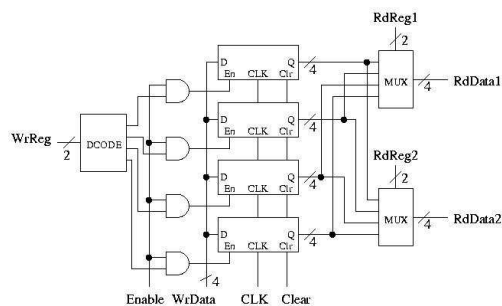 RdReg1
2
D Q
4
En CLK Clr
MUX
4
RdData1
D Q
4
En CLK Clr
WrReg
2
DCODE
RdReg2
2
D Q
4
En CLK Clr
MUX
4
RdData2
D Q
4
En CLK Clr
4
Enable WrData CLK Clear